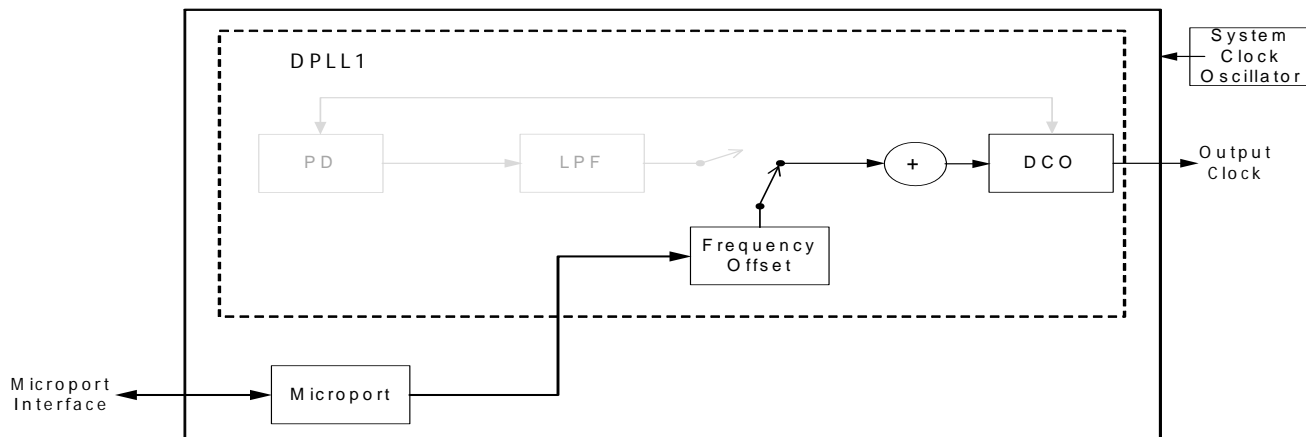 System
Clock
Oscillator
DPLL1
PD
LPF
+
DCO
Output
Clock
Frequency
Offset
Microport
Interface
Microport